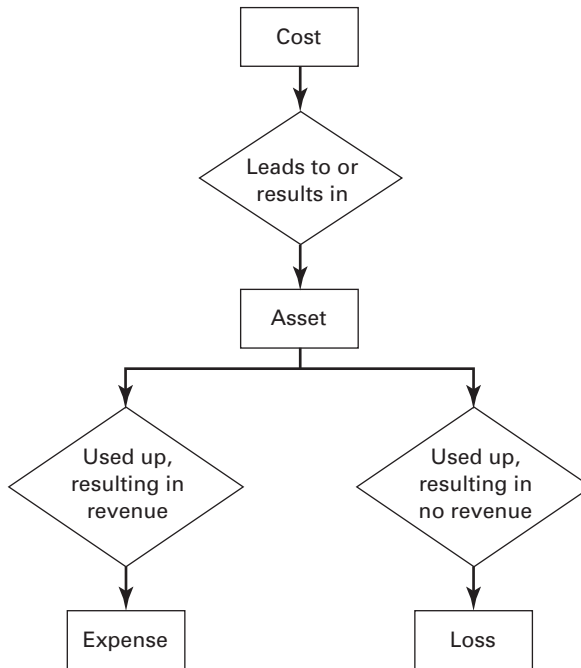 Cost
Leads to or
results in
Asset
Used up,
resulting in
revenue
Used up,
resulting in
no revenue
Expense
Loss